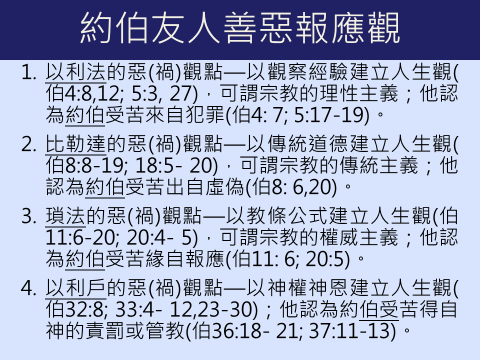 約伯友人善惡報應觀
1. 以利法的惡(禍)觀點—以觀察經驗建立人生觀(
伯4:8,12; 5:3, 27)，可謂宗教的理性主義；他認
為約伯受苦來自犯罪(伯4: 7; 5:17-19)。
2. 比勒達的惡(禍)觀點—以傳統道德建立人生觀(
伯8:8-19; 18:5- 20)，可謂宗教的傳統主義；他
認為約伯受苦出自虛偽(伯8: 6,20)。
3. 瑣法的惡(禍)觀點—以教條公式建立人生觀(伯
11:6-20; 20:4- 5)，可謂宗教的權威主義；他認
為約伯受苦緣自報應(伯11: 6; 20:5)。
4. 以利戶的惡(禍)觀點—以神權神恩建立人生觀(
伯32:8; 33:4- 12,23-30)；他認為約伯受苦得自
神的責罰或管教(伯36:18- 21; 37:11-13)。